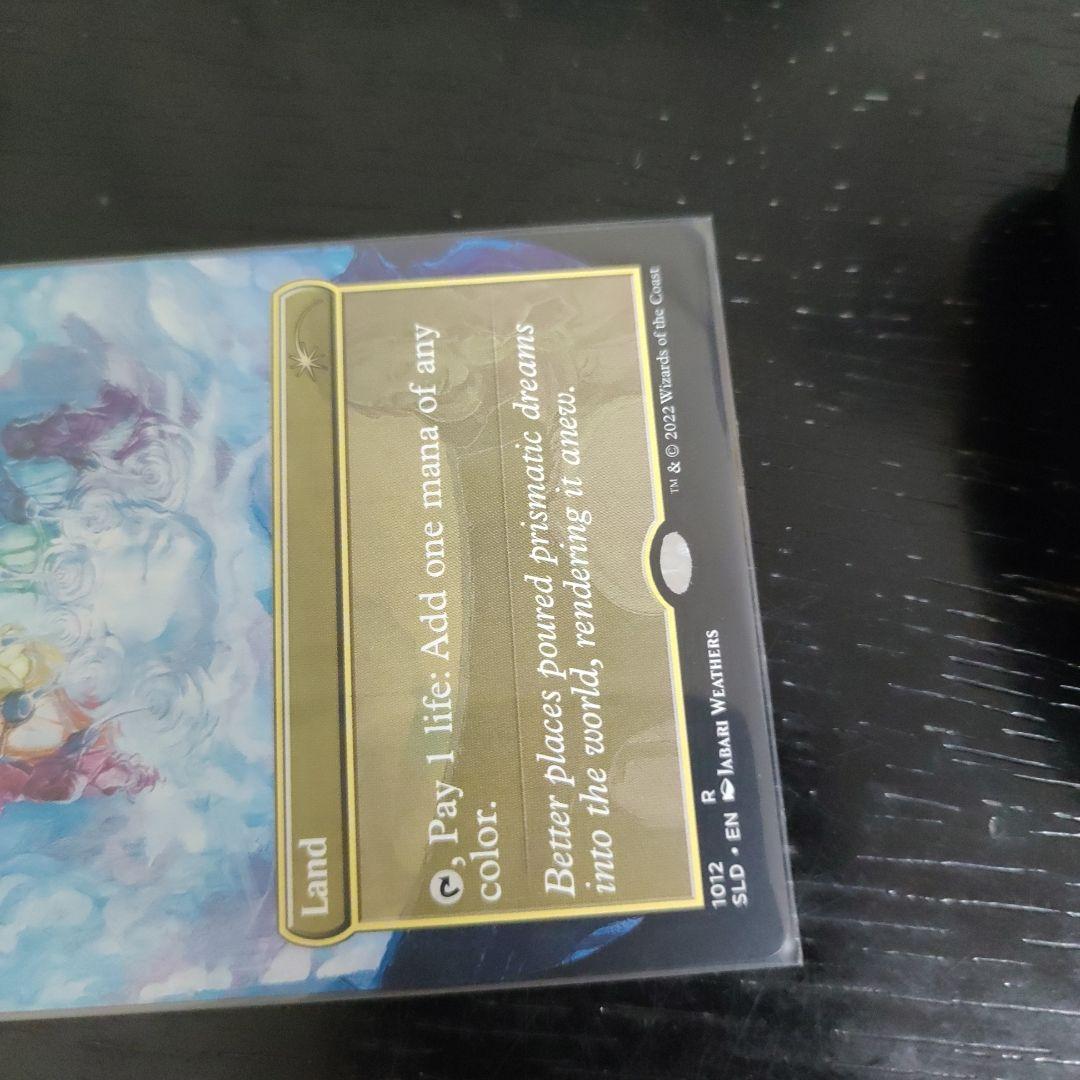 Land
, Pay 1 life: Add one mana of any
color.
Better places poured prismatic dreams
into the world, rendering it anew.
1012 R
SLD • EN JABARI WEATHERS
™ & © 2022 Wizards of the Coast